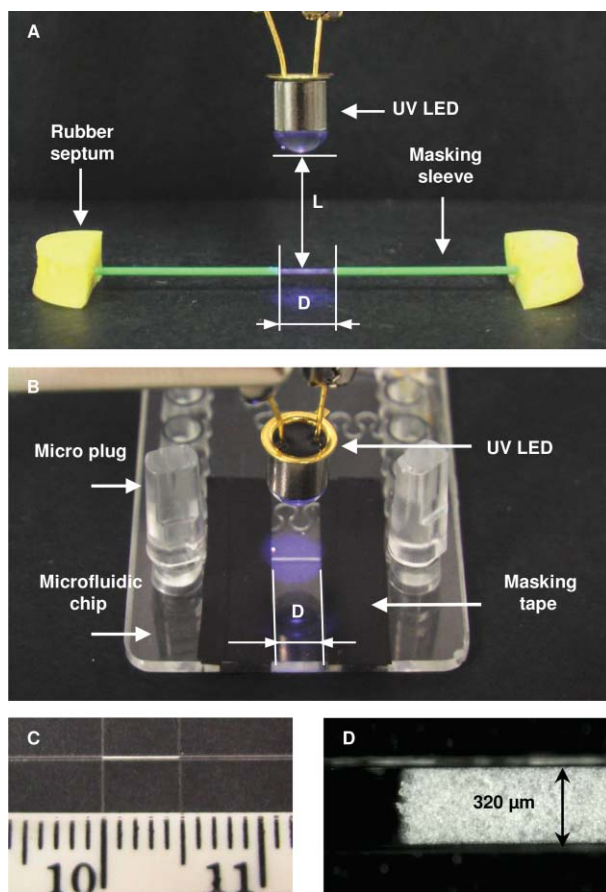 A
UV LED
Rubber
septum
Masking
sleeve
L
D
B
Micro plug
UV LED
Microfluidic
chip
D
Masking
tape
C
10
11
D
320 µm